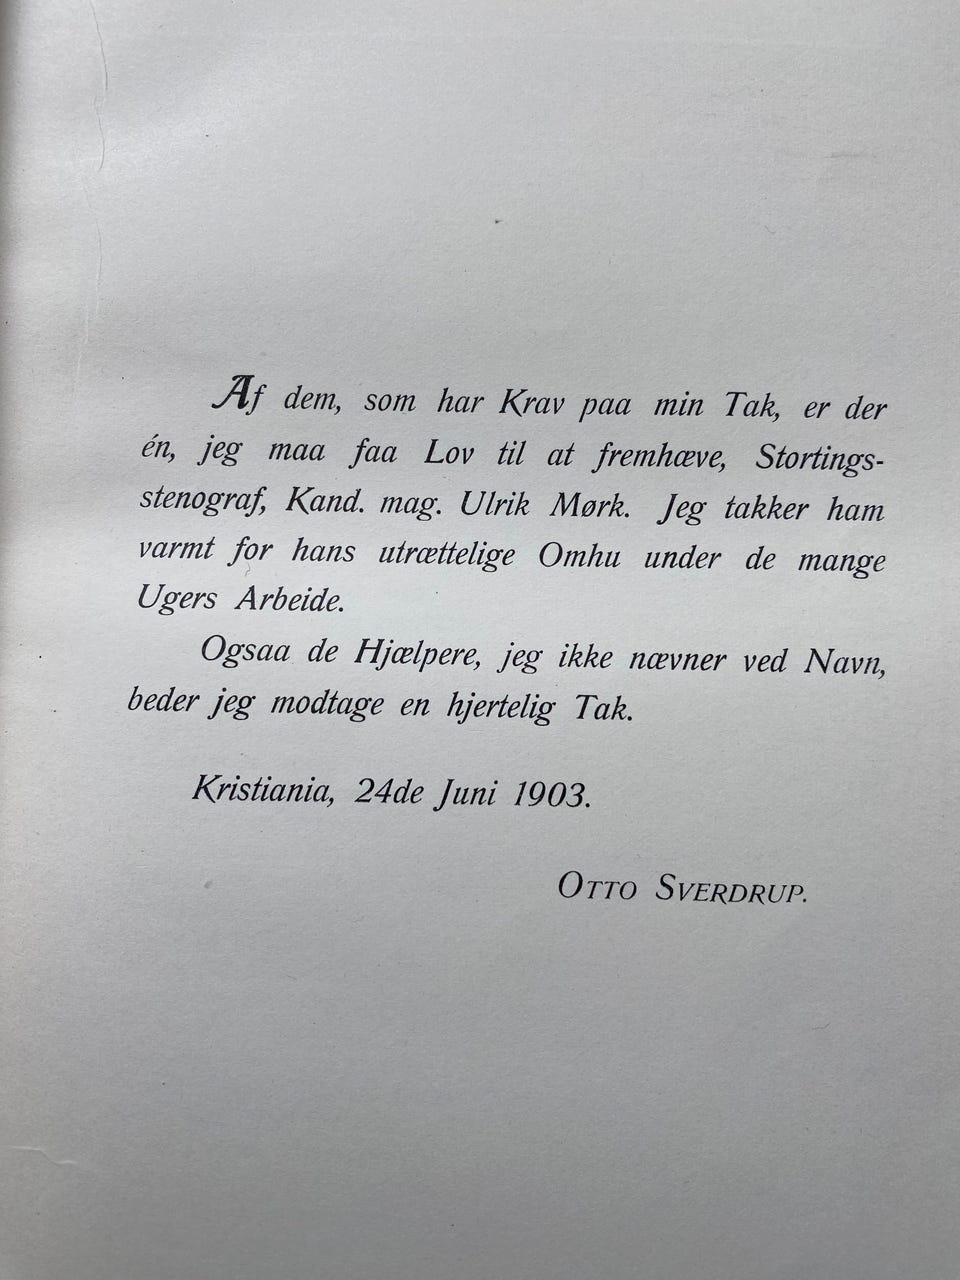 Af dem, som har Krav paa min Tak, er der
én, jeg maa faa Lov til at fremhæve, Stortings-
stenograf, Kand. mag. Ulrik Mørk. Jeg takker ham
varmt for hans utrættelige Omhu under de mange
Ugers Arbeide.
Ogsaa de Hjælpere, jeg ikke nævner ved Navn,
beder jeg modtage en hjertelig Tak.
Kristiania, 24de Juni 1903.
OTTO SVERDRUP.